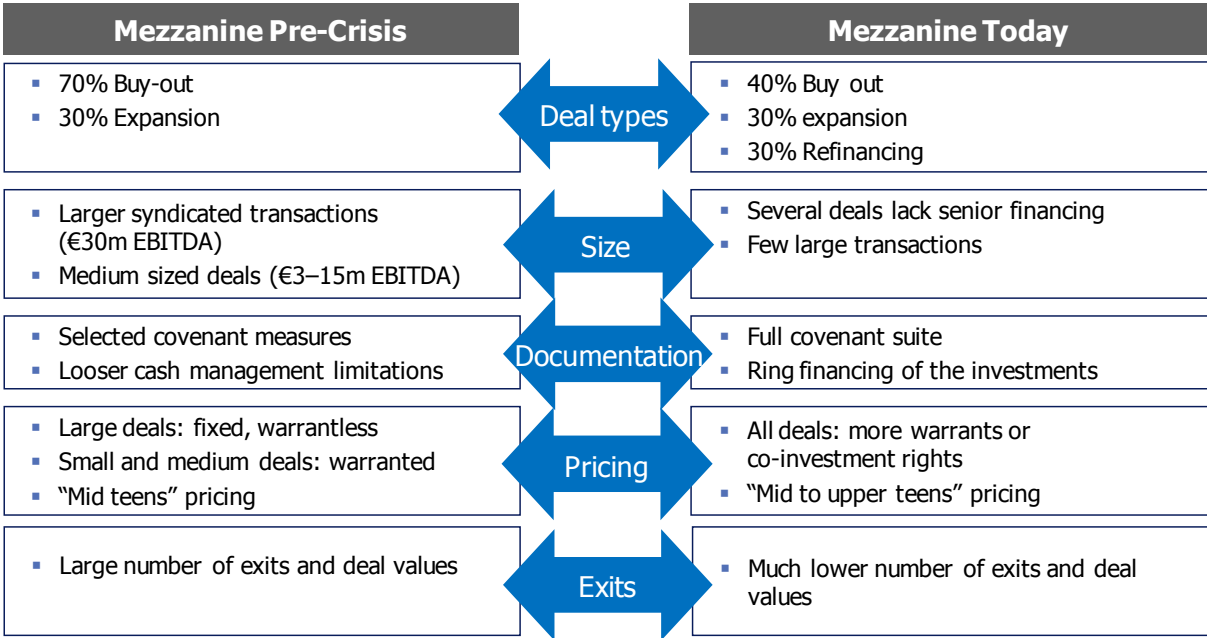 Mezzanine Pre-Crisis
Mezzanine Today
▪ 70% Buy-out
▪ 30% Expansion
Deal types
▪ 40% Buy out
▪ 30% expansion
▪ 30% Refinancing
▪ Larger syndicated transactions
(€30m EBITDA)
▪ Medium sized deals (€3–15m EBITDA)
Size
▪ Several deals lack senior financing
▪ Few large transactions
▪ Selected covenant measures
▪ Looser cash management limitations
Documentation
▪ Full covenant suite
▪ Ring financing of the investments
▪ Large deals: fixed, warrantless
▪ Small and medium deals: warranted
▪ “Mid teens” pricing
Pricing
▪ All deals: more warrants or
co-investment rights
▪ “Mid to upper teens” pricing
▪ Large number of exits and deal values
Exits
▪ Much lower number of exits and deal
values